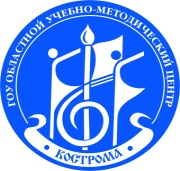 ГОУ ОБЛАСТНОЙ УЧЕБНО-МЕТОДИЧЕСКИЙ ЦЕНТР
· КОСТРОМА ·